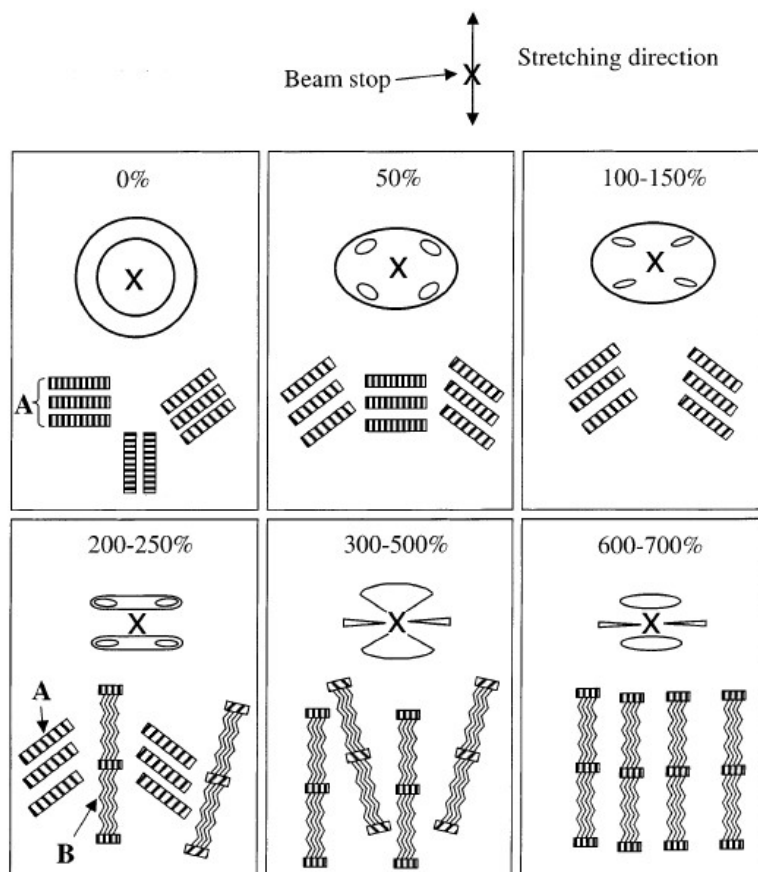 Stretching direction
Beam stop
X
0%
50%
100-150%
X
X
X
A
200-250%
300-500%
600-700%
X
X
X
A
B